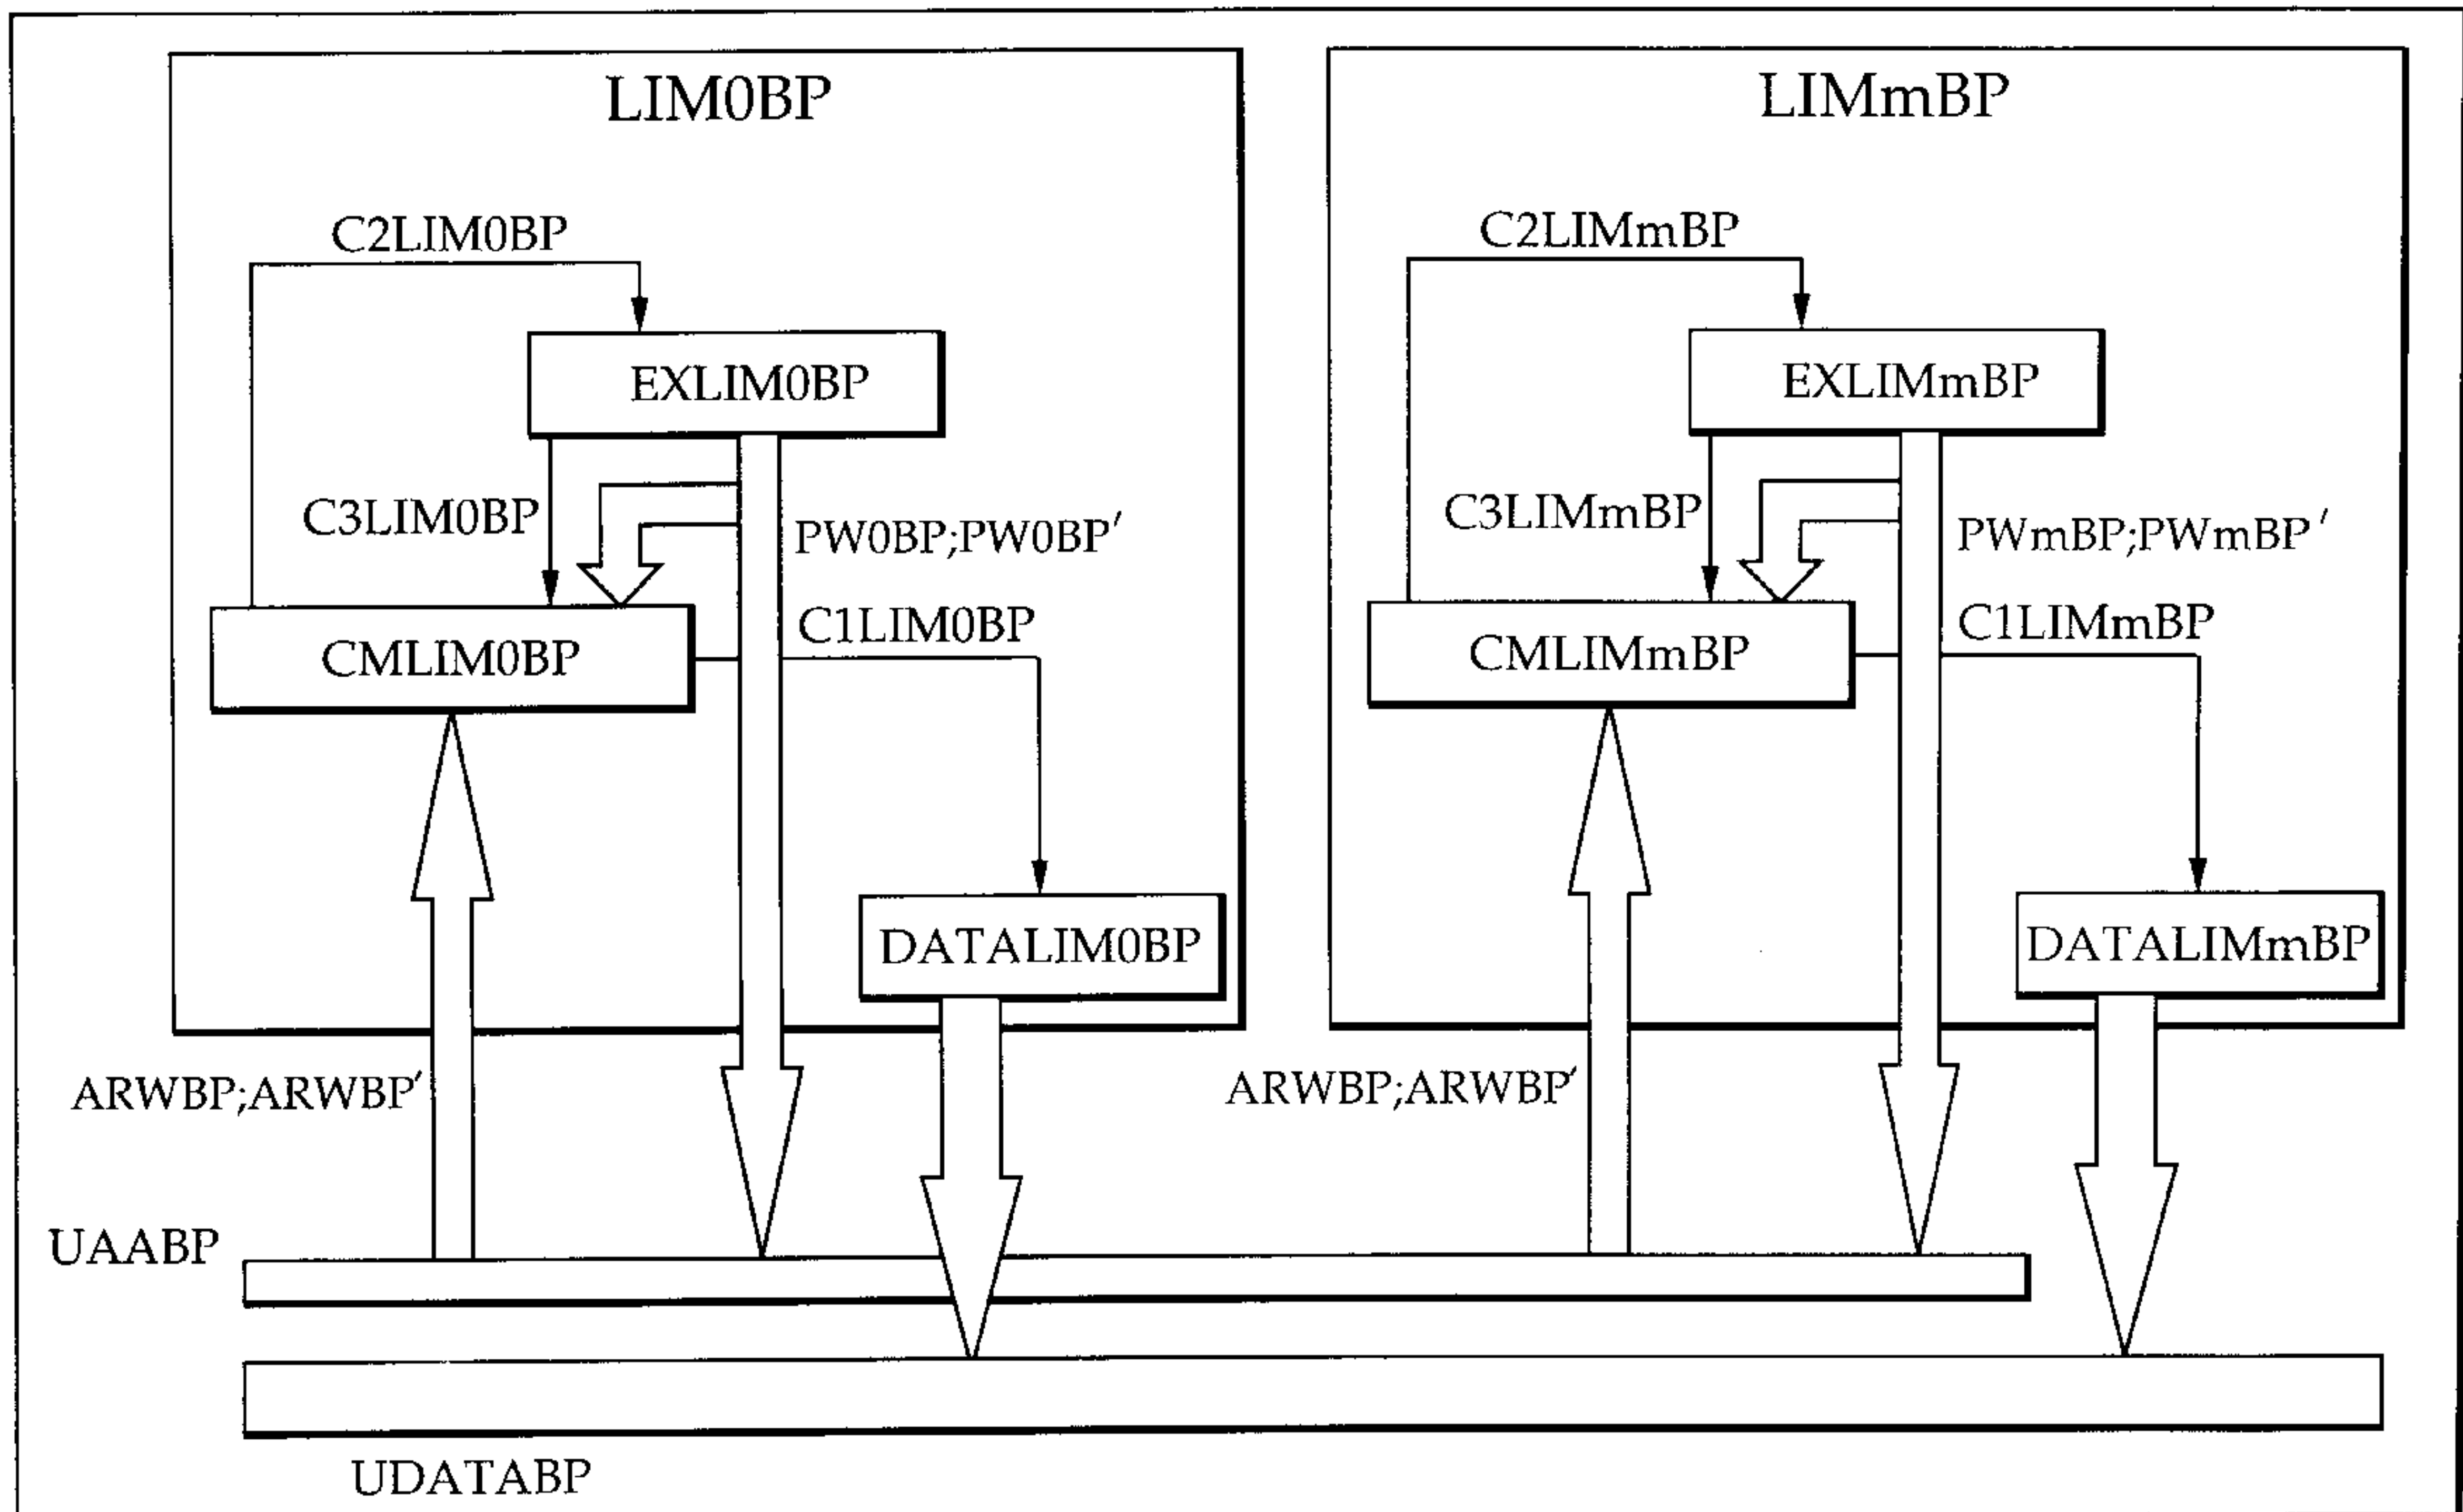 LIM0BP
LIMmBP
C2LIM0BP
C2LIMmBP
EXLIM0BP
EXLIMmBP
C3LIM0BP
PW0BP;PW0BP′
C3LIMmBP
PWmBP;PWmBP′
C1LIM0BP
C1LIMmBP
CMLIM0BP
CMLIMmBP
DATALIM0BP
DATALIMmBP
ARWBP;ARWBP′
ARWBP;ARWBP′
UAABP
UDATABP